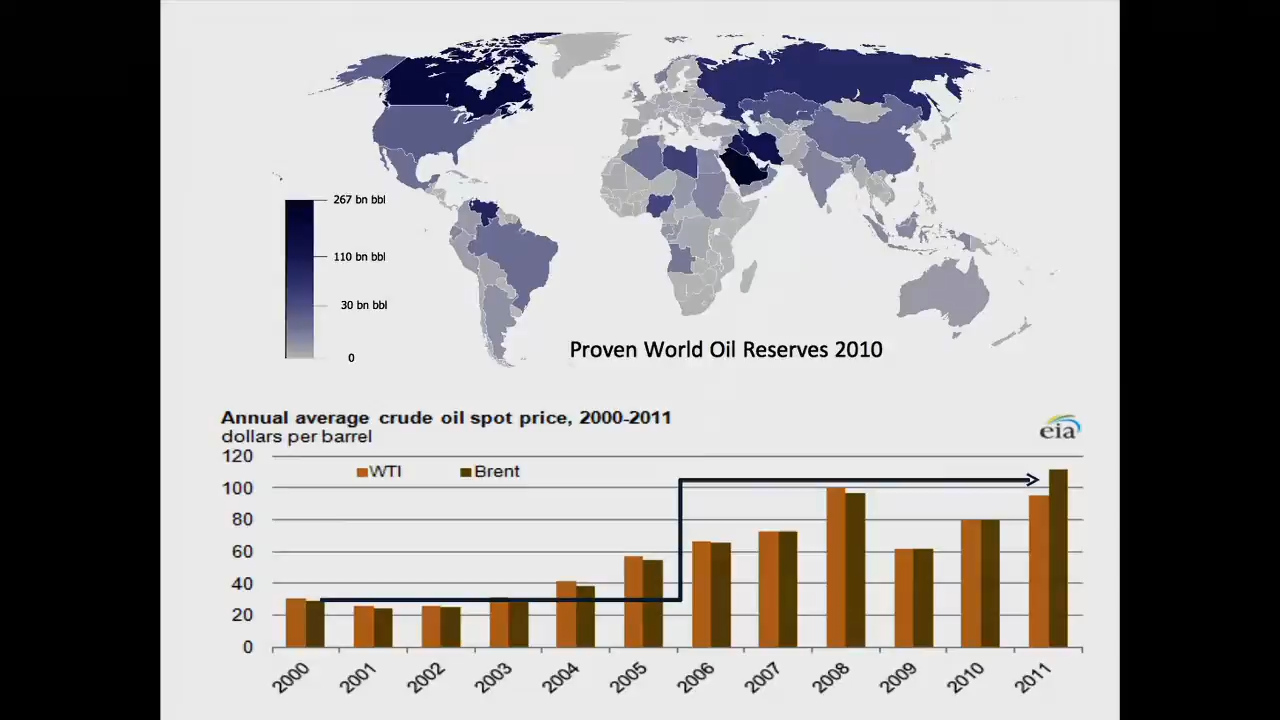 267 bn bbl
110 bn bbl
30 bn bbl
0
Proven World Oil Reserves 2010
Annual average crude oil spot price, 2000-2011
dollars per barrel
eia
120
WTI Brent
100
80
60
40
20
0
2000 2001 2002 2003 2004 2005 2006 2007 2008 2009 2010 2011